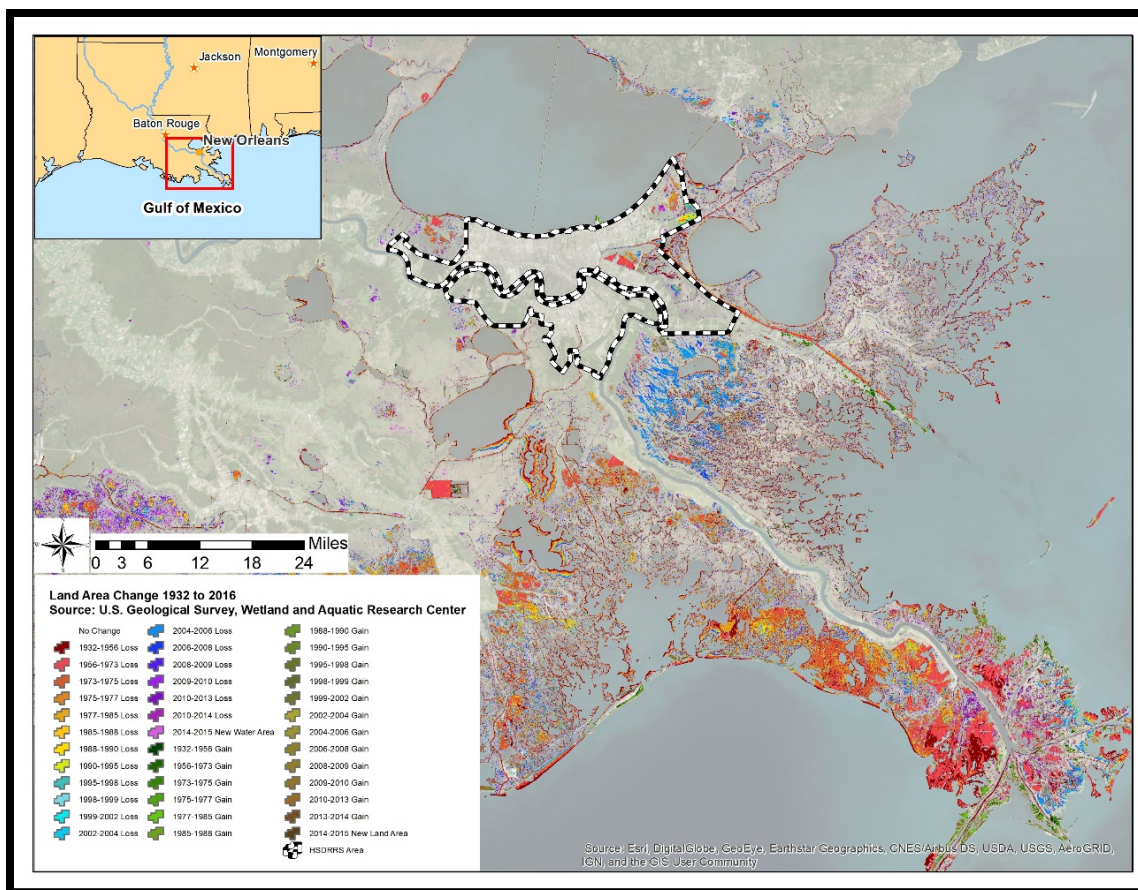 Jackson
Montgomery
Baton Rouge
New Orleans
Gulf of Mexico
Miles
0 3 6 12 18 24
Land Area Change 1932 to 2016
Source: U.S. Geological Survey, Wetland and Aquatic Research Center
No Change
1932-1956 Loss
1956-1973 Loss
1973-1975 Loss
1975-1977 Loss
1977-1985 Loss
1985-1988 Loss
1988-1990 Loss
1990-1995 Loss
1995-1998 Loss
1998-1999 Loss
1999-2002 Loss
2002-2004 Loss
2004-2006 Loss
2006-2008 Loss
2008-2009 Loss
2009-2010 Loss
2010-2013 Loss
2010-2014 Loss
2014-2015 New Water Area
1932-1956 Gain
1956-1973 Gain
1973-1975 Gain
1975-1977 Gain
1977-1985 Gain
1985-1988 Gain
1988-1990 Gain
1990-1995 Gain
1995-1998 Gain
1998-1999 Gain
1999-2002 Gain
2002-2004 Gain
2004-2006 Gain
2006-2008 Gain
2008-2009 Gain
2009-2010 Gain
2010-2013 Gain
2013-2014 Gain
2014-2015 New Land Area
HSDRRS Area
Source: Esri, DigitalGlobe, GeoEye, Earthstar Geographics, CNES/Airbus DS, USDA, USGS, AeroGRID,
IGN, and the GIS User Community